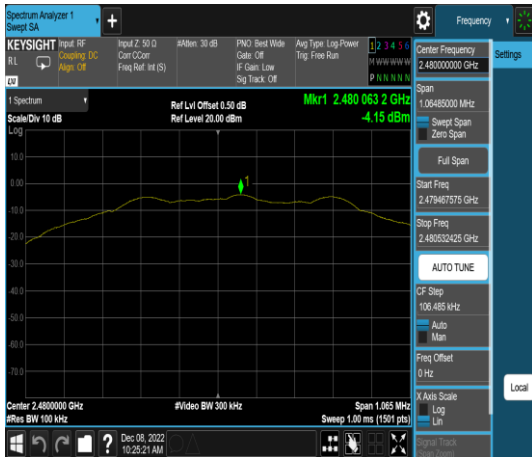 Spectrum Analyzer 1
Swept SA
Frequency
KEYSIGHT
Input: RF
Coupling: DC
Align: Off
Input Z: 50 Ω
Corr CCorr
Freq Ref: Int (S)
#Atten: 30 dB
PNO: Best Wide
Gate: Off
IF Gain: Low
Sig Track: Off
Avg Type: Log-Power
Trig: Free Run
1 2 3 4 5 6
M W W W W W
P N N N N N
RL
LXI
1 Spectrum
Scale/Div 10 dB
Ref Lvl Offset 0.50 dB
Ref Level 20.00 dBm
Mkr1 2.480 063 2 GHz
-4.15 dBm
Log
10.0
0.00
-10.0
-20.0
-30.0
-40.0
-50.0
-60.0
-70.0
1
Center 2.4800000 GHz
#Res BW 100 kHz
#Video BW 300 kHz
Span 1.065 MHz
Sweep 1.00 ms (1501 pts)
Dec 08, 2022
10:25:21 AM
Center Frequency
2.480000000 GHz
Span
1.06485000 MHz
Swept Span
Zero Span
Full Span
Start Freq
2.479467575 GHz
Stop Freq
2.480532425 GHz
AUTO TUNE
CF Step
106.485 kHz
Auto
Man
Freq Offset
0 Hz
X Axis Scale
Log
Lin
Signal Track
(Span Zoom)
Settings
Local